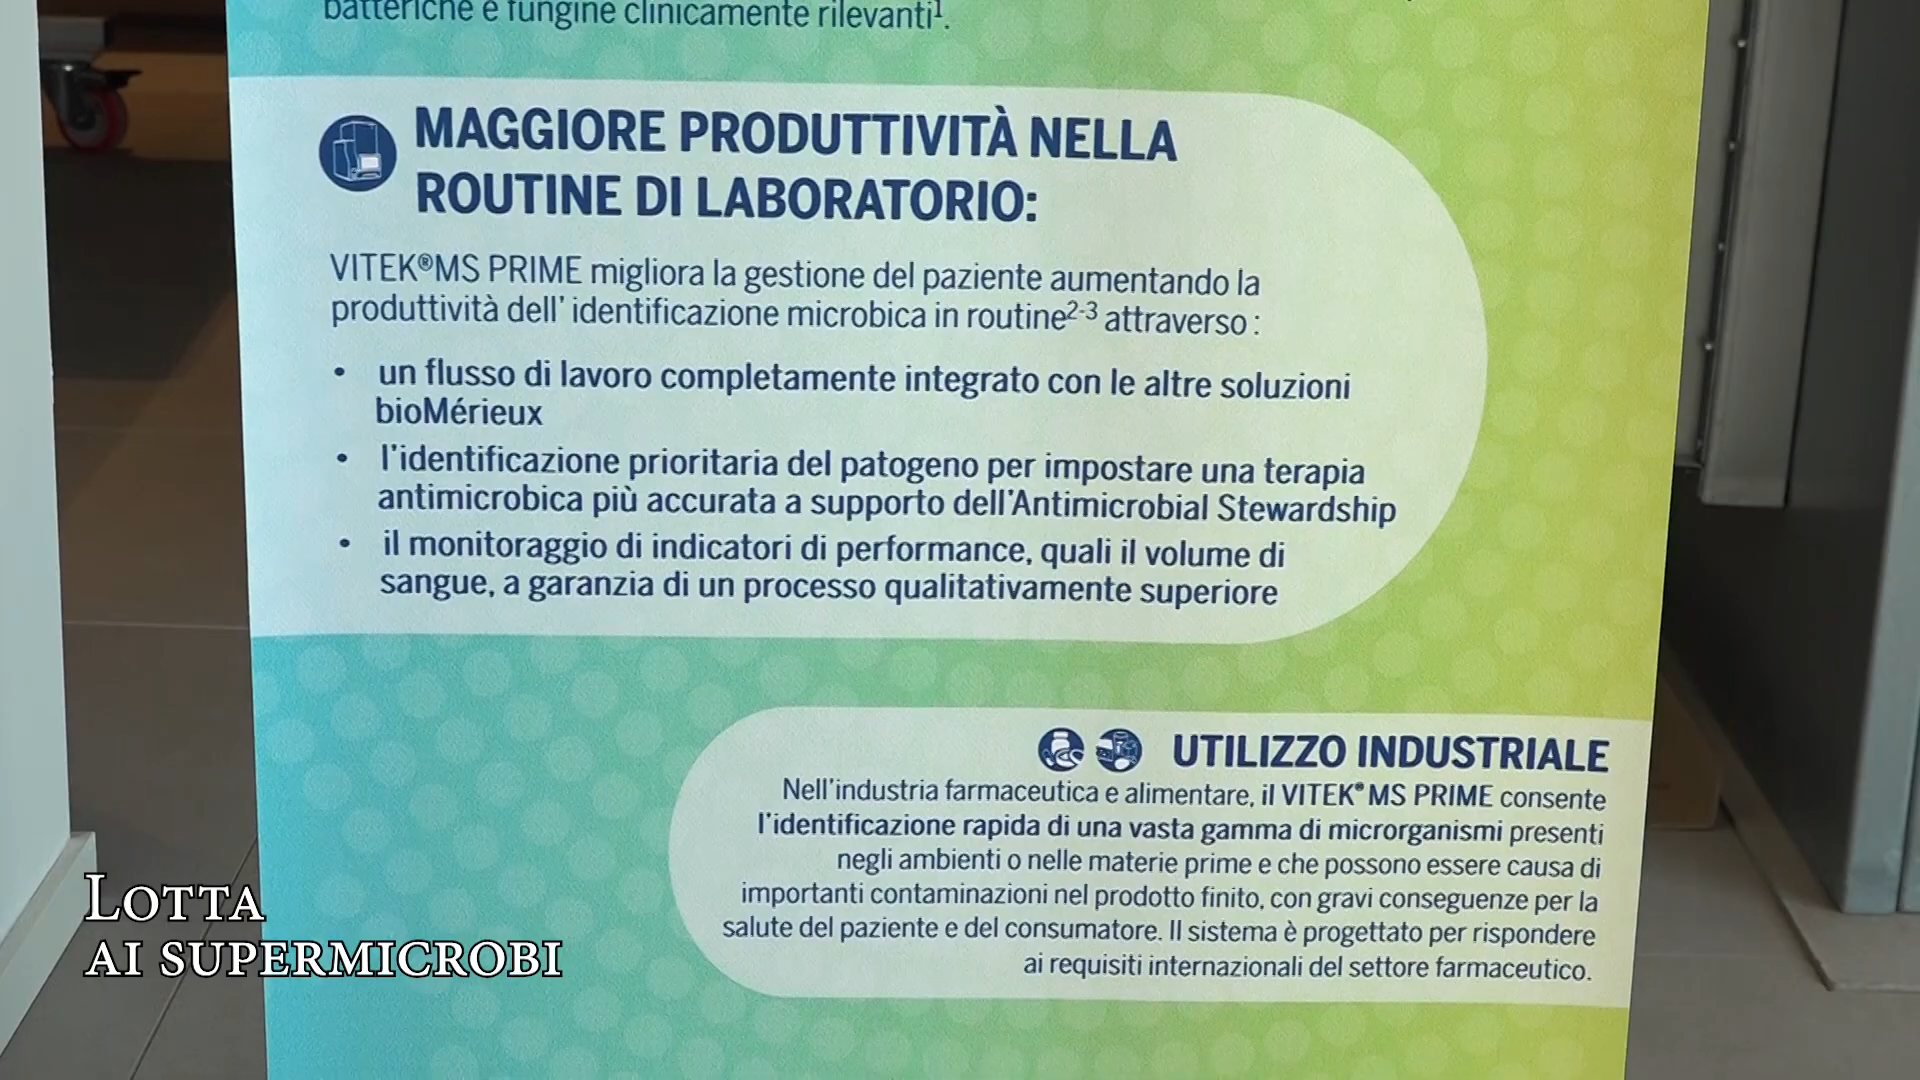 batteriche e fungine clinicamente rilevanti¹.
MAGGIORE PRODUTTIVITÀ NELLA
ROUTINE DI LABORATORIO:
VITEK®MS PRIME migliora la gestione del paziente aumentando la
produttività dell' identificazione microbica in routine²⁻³ attraverso :
• un flusso di lavoro completamente integrato con le altre soluzioni
bioMérieux
• l'identificazione prioritaria del patogeno per impostare una terapia
antimicrobica più accurata a supporto dell'Antimicrobial Stewardship
• il monitoraggio di indicatori di performance, quali il volume di
sangue, a garanzia di un processo qualitativamente superiore
UTILIZZO INDUSTRIALE
Nell'industria farmaceutica e alimentare, il VITEK® MS PRIME consente
l'identificazione rapida di una vasta gamma di microrganismi presenti
negli ambienti o nelle materie prime e che possono essere causa di
importanti contaminazioni nel prodotto finito, con gravi conseguenze per la
salute del paziente e del consumatore. Il sistema è progettato per rispondere
ai requisiti internazionali del settore farmaceutico.
LOTTA
AI SUPERMICROBI